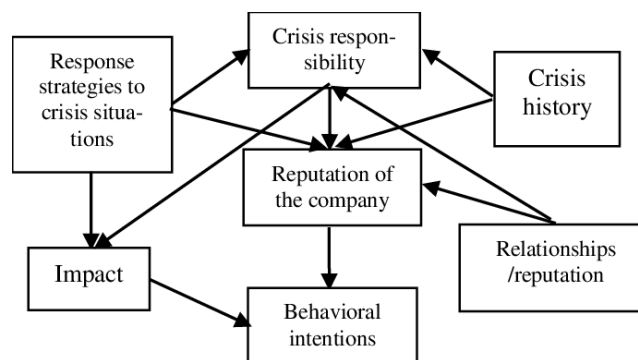 Response
strategies to
crisis situa-
tions
Crisis respon-
sibility
Crisis
history
Reputation of
the company
Impact
Relationships
/reputation
Behavioral
intentions